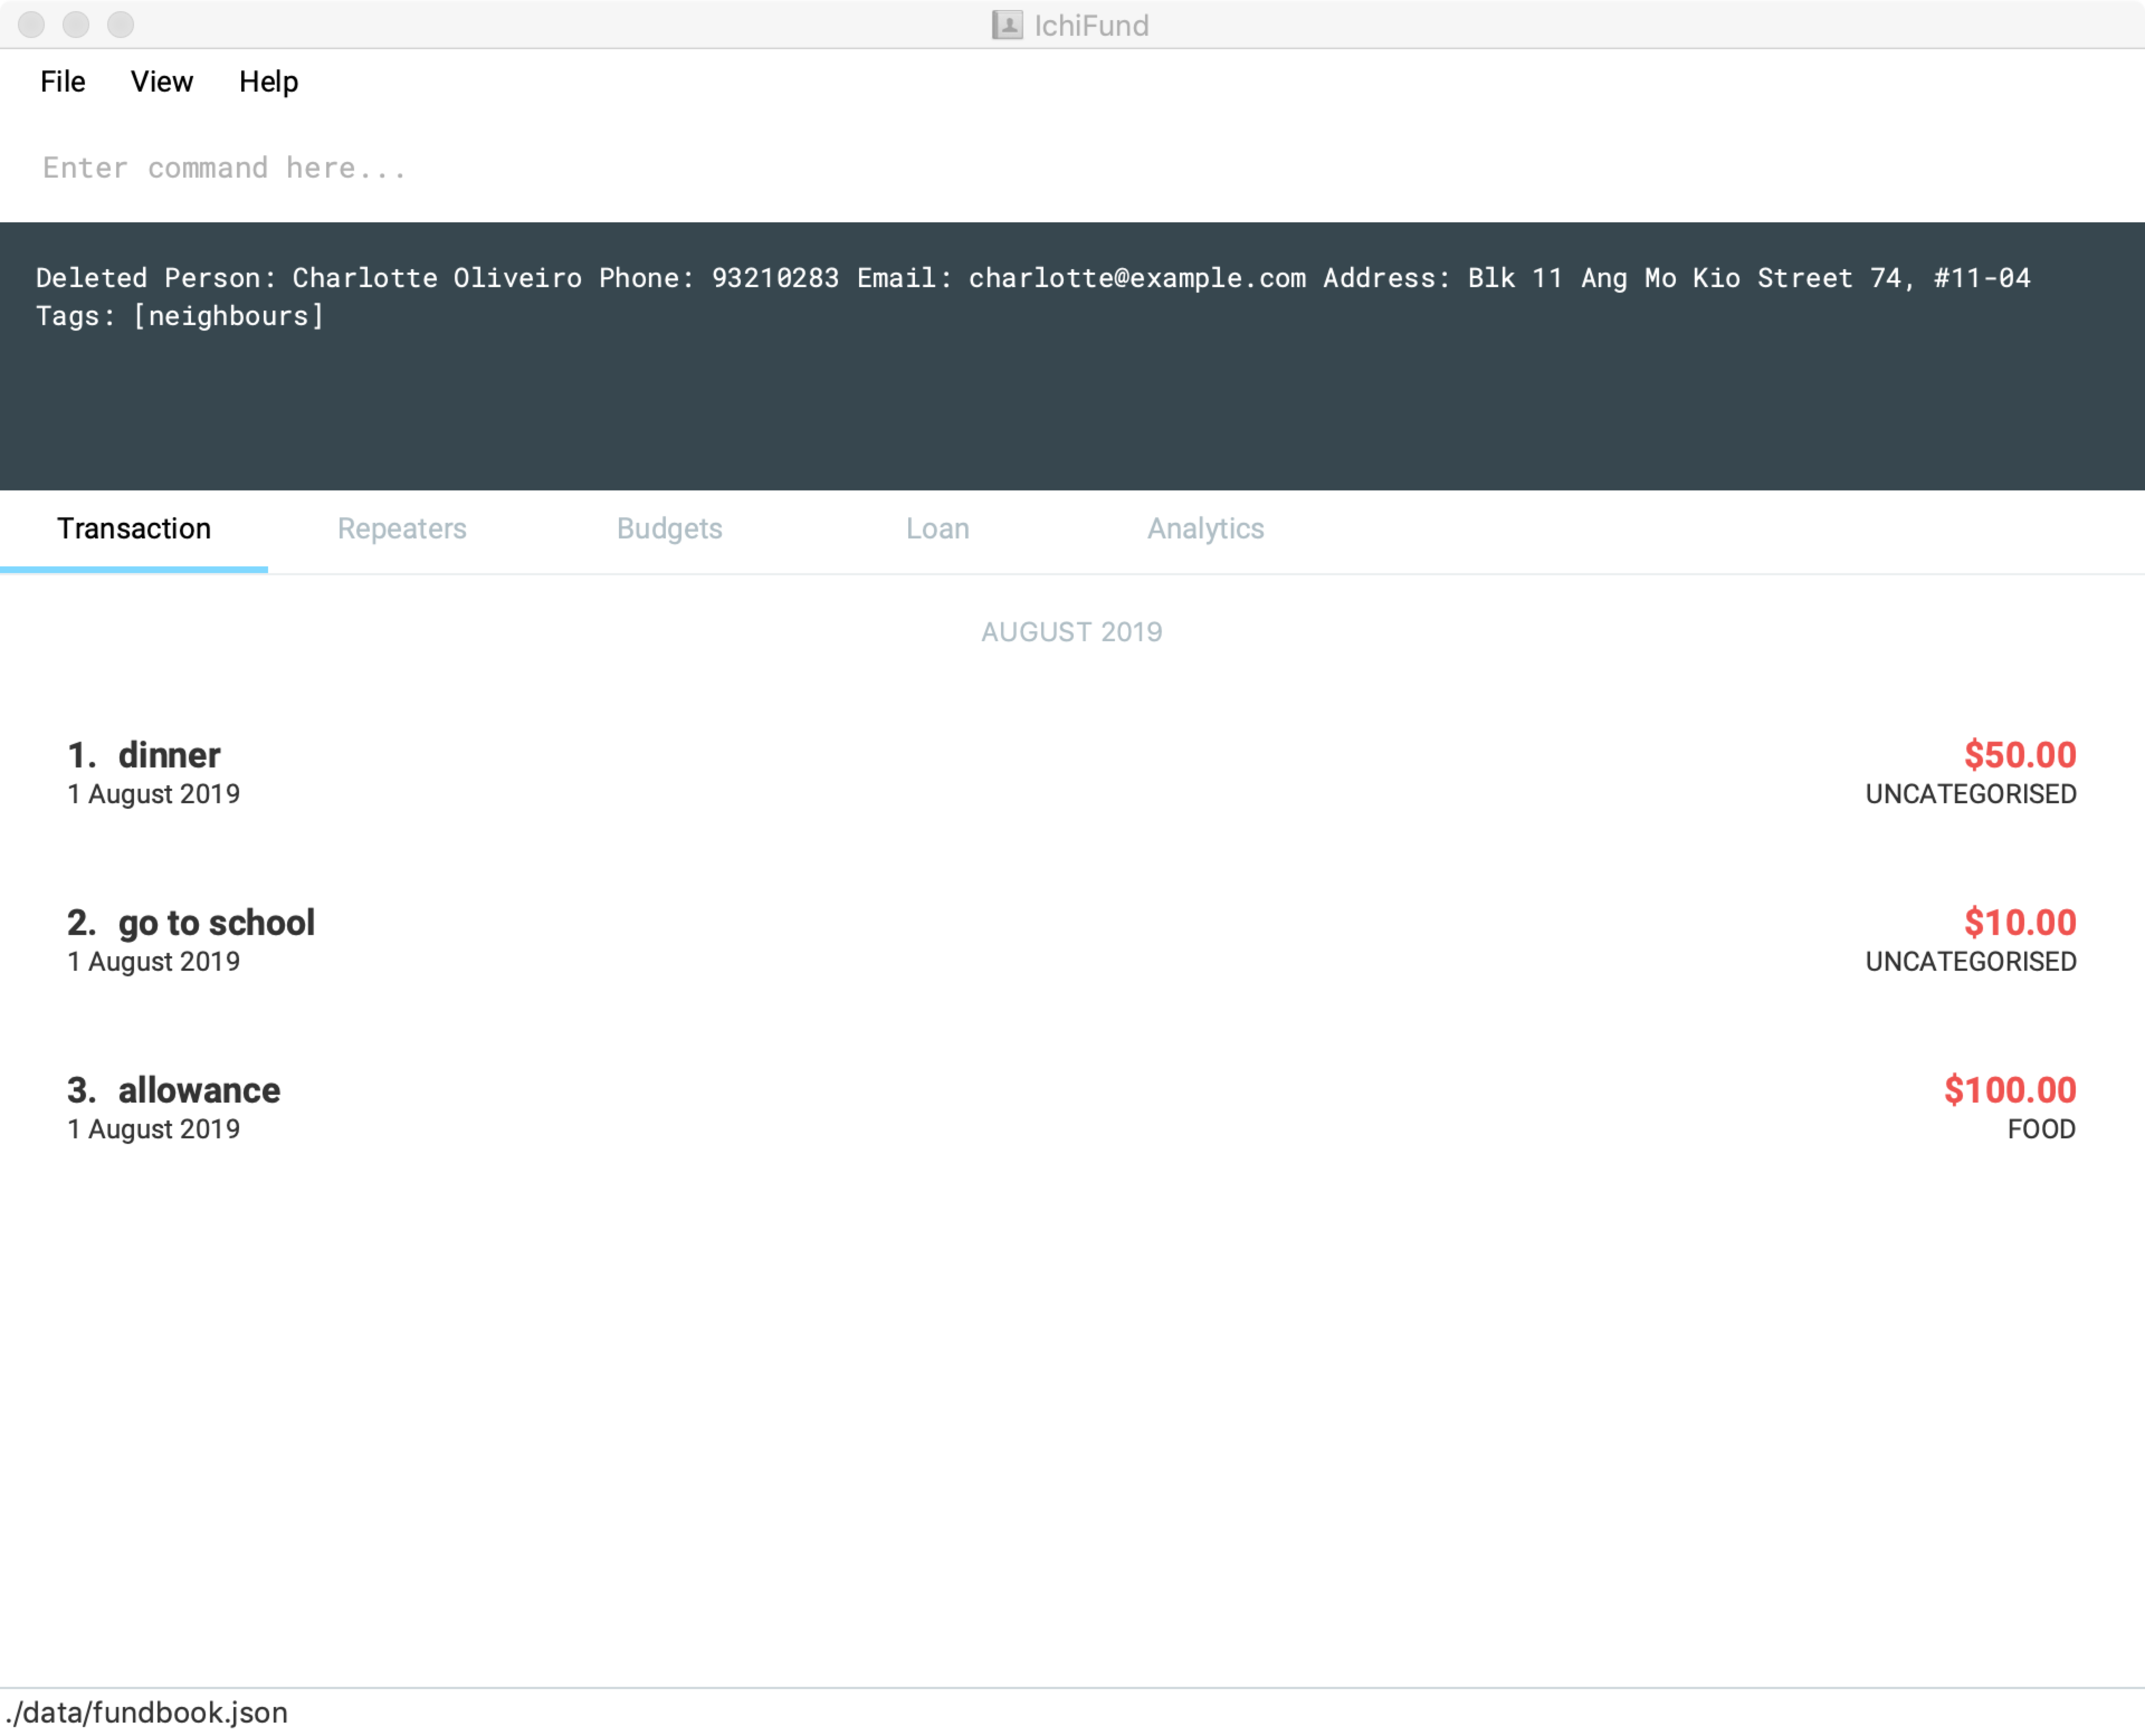 IchiFund
File View Help
Enter command here...
Deleted Person: Charlotte Oliveiro Phone: 93210283 Email: charlotte@example.com Address: Blk 11 Ang Mo Kio Street 74, #11-04
Tags: [neighbours]
Transaction Repeaters Budgets Loan Analytics
AUGUST 2019
1. dinner $50.00
1 August 2019 UNCATEGORISED
2. go to school $10.00
1 August 2019 UNCATEGORISED
3. allowance $100.00
1 August 2019 FOOD
./data/fundbook.json